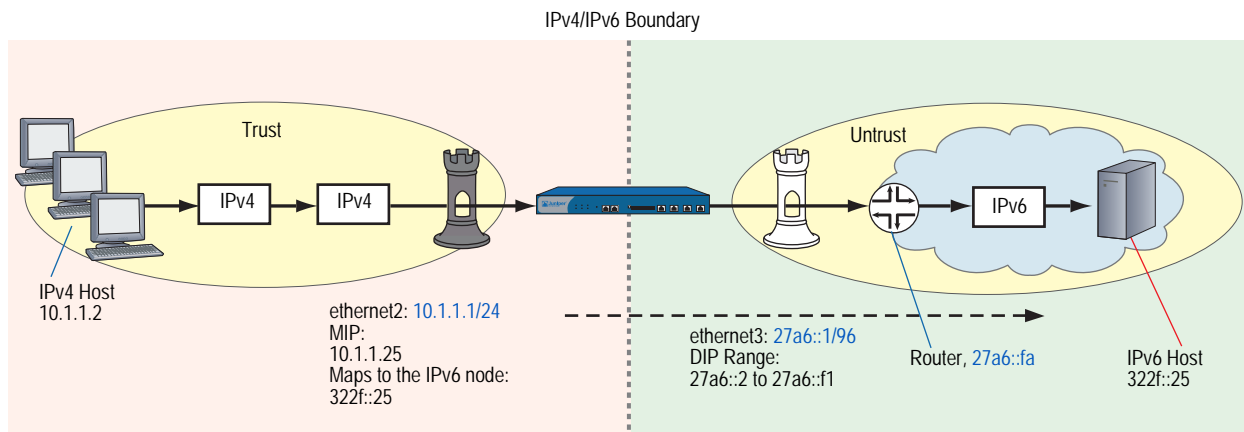 IPv4/IPv6 Boundary
Trust
Untrust
IPv4
IPv4
Juniper
IPv6
IPv4 Host
10.1.1.2
ethernet2: 10.1.1.1/24
MIP:
10.1.1.25
Maps to the IPv6 node:
322f::25
ethernet3: 27a6::1/96
DIP Range:
27a6::2 to 27a6::f1
Router, 27a6::fa
IPv6 Host
322f::25